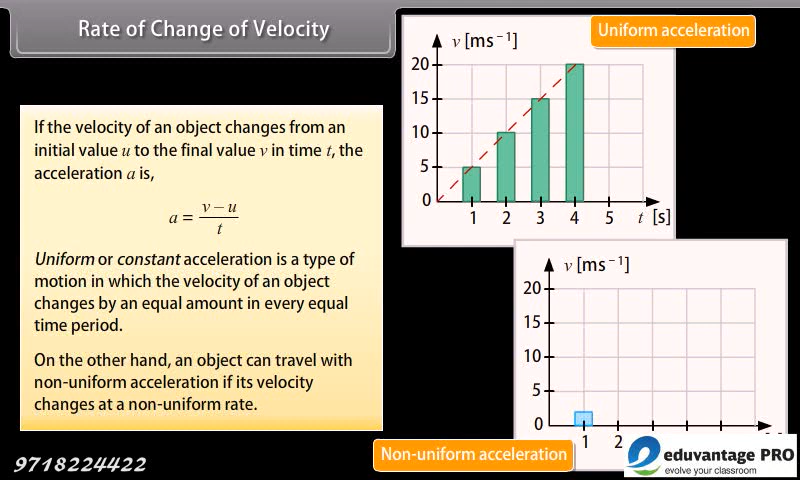 Rate of Change of Velocity
If the velocity of an object changes from an
initial value u to the final value v in time t, the
acceleration a is,
a = v − u / t
Uniform or constant acceleration is a type of
motion in which the velocity of an object
changes by an equal amount in every equal
time period.
On the other hand, an object can travel with
non-uniform acceleration if its velocity
changes at a non-uniform rate.
9718224422
Uniform acceleration
v [ms⁻¹]
20
15
10
5
0
1 2 3 4 5 t [s]
v [ms⁻¹]
20
15
10
5
0
1 2
Non-uniform acceleration
eduvantage PRO
evolve your classroom